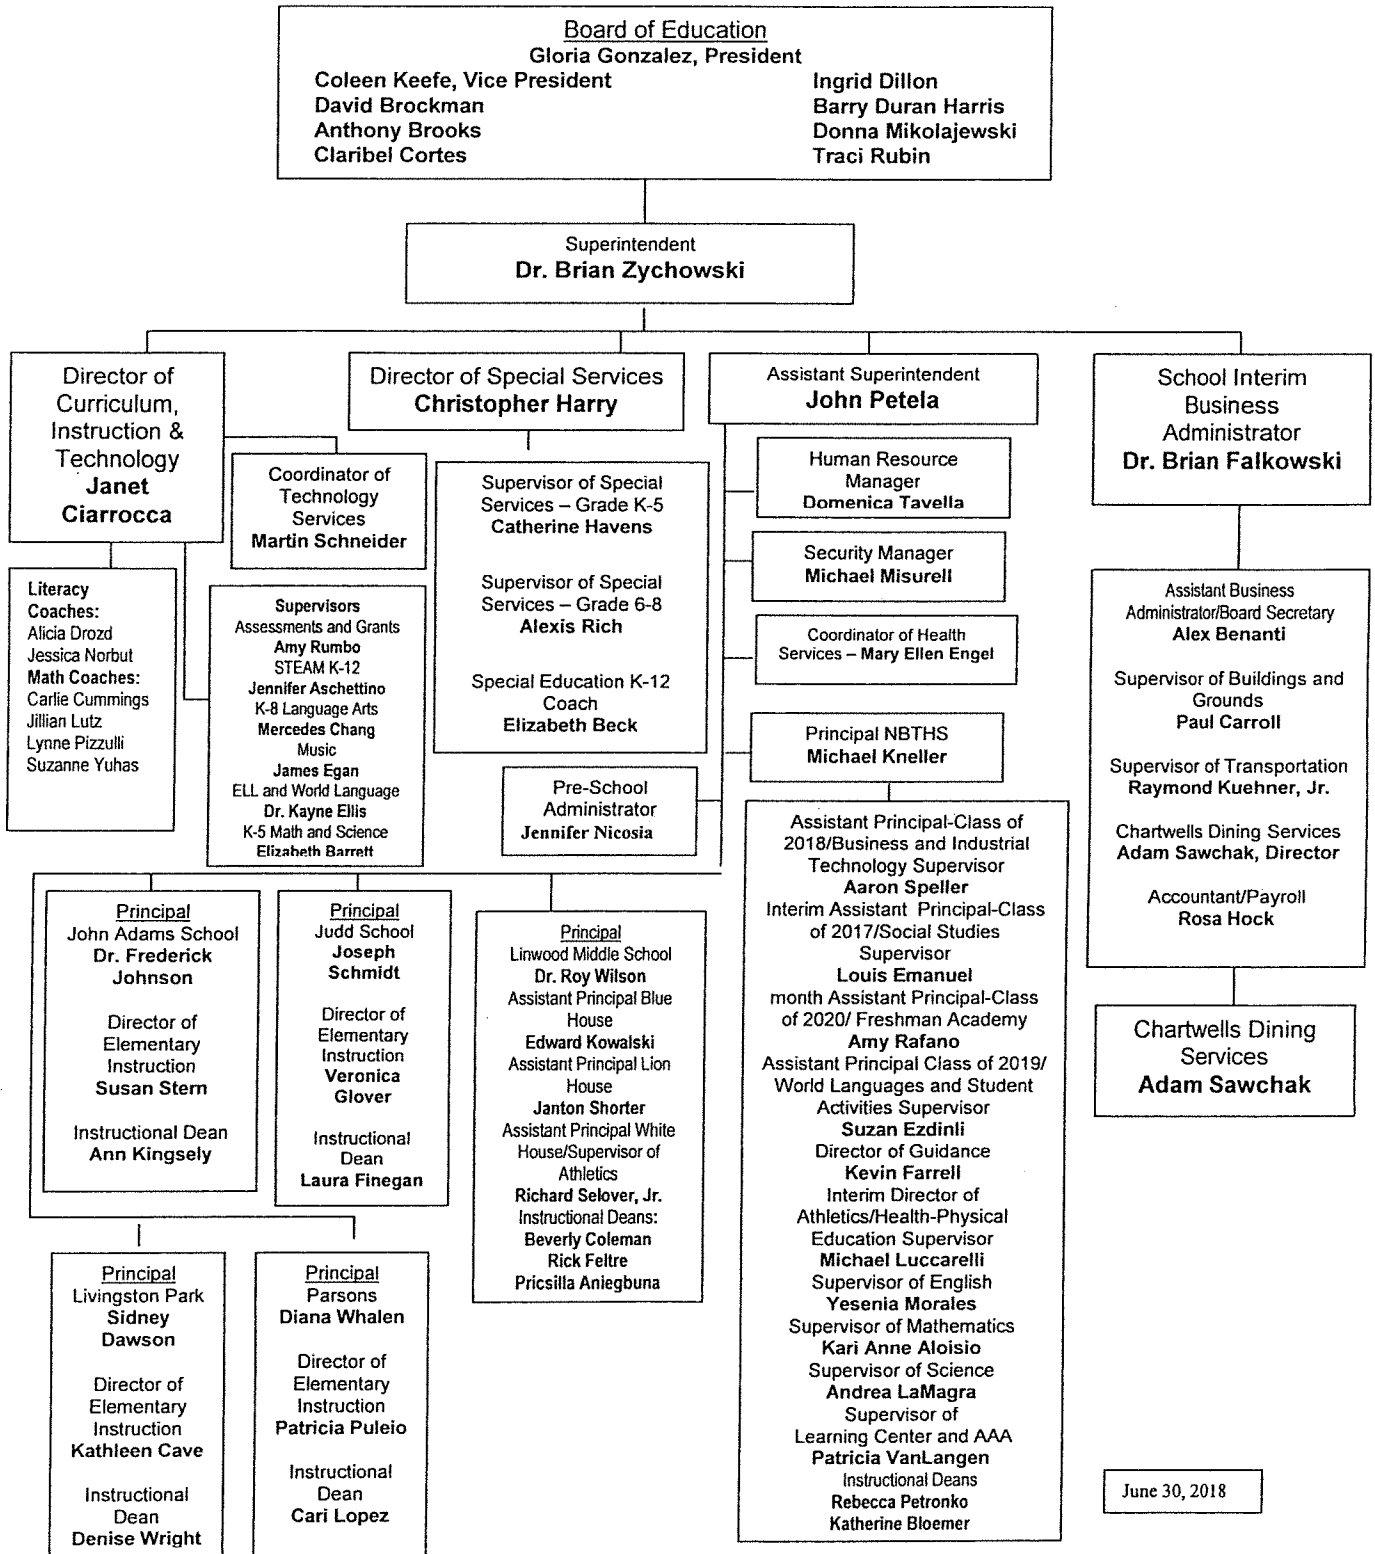 Board of Education
Gloria Gonzalez, President
Coleen Keefe, Vice President
David Brockman
Anthony Brooks
Claribel Cortes
Ingrid Dillon
Barry Duran Harris
Donna Mikolajewski
Traci Rubin
Superintendent
Dr. Brian Zychowski
Director of
Curriculum,
Instruction &
Technology
Janet
Ciarrocca
Director of Special Services
Christopher Harry
Assistant Superintendent
John Petela
School Interim
Business
Administrator
Dr. Brian Falkowski
Coordinator of
Technology
Services
Martin Schneider
Literacy
Coaches:
Alicia Drozd
Jessica Norbut
Math Coaches:
Carlie Cummings
Jillian Lutz
Lynne Pizzulli
Suzanne Yuhas
Supervisors
Assessments and Grants
Amy Rumbo
STEAM K-12
Jennifer Aschettino
K-8 Language Arts
Mercedes Chang
Music
James Egan
ELL and World Language
Dr. Kayne Ellis
K-5 Math and Science
Elizabeth Barrett
Supervisor of Special
Services – Grade K-5
Catherine Havens
Supervisor of Special
Services – Grade 6-8
Alexis Rich
Special Education K-12
Coach
Elizabeth Beck
Human Resource
Manager
Domenica Tavella
Security Manager
Michael Misurell
Coordinator of Health
Services – Mary Ellen Engel
Principal NBTHS
Michael Kneller
Pre-School
Administrator
Jennifer Nicosia
Assistant Business
Administrator/Board Secretary
Alex Benanti
Supervisor of Buildings and
Grounds
Paul Carroll
Supervisor of Transportation
Raymond Kuehner, Jr.
Chartwells Dining Services
Adam Sawchak, Director
Accountant/Payroll
Rosa Hock
Chartwells Dining
Services
Adam Sawchak
Assistant Principal-Class of
2018/Business and Industrial
Technology Supervisor
Aaron Speller
Interim Assistant Principal-Class
of 2017/Social Studies
Supervisor
Louis Emanuel
month Assistant Principal-Class
of 2020/ Freshman Academy
Amy Rafano
Assistant Principal Class of 2019/
World Languages and Student
Activities Supervisor
Suzan Ezdinli
Director of Guidance
Kevin Farrell
Interim Director of
Athletics/Health-Physical
Education Supervisor
Michael Luccarelli
Supervisor of English
Yesenia Morales
Supervisor of Mathematics
Kari Anne Aloisio
Supervisor of Science
Andrea LaMagra
Supervisor of
Learning Center and AAA
Patricia VanLangen
Instructional Deans
Rebecca Petronko
Katherine Bloemer
Principal
John Adams School
Dr. Frederick
Johnson
Director of
Elementary
Instruction
Susan Stern
Instructional Dean
Ann Kingsely
Principal
Judd School
Joseph
Schmidt
Director of
Elementary
Instruction
Veronica
Glover
Instructional
Dean
Laura Finegan
Principal
Linwood Middle School
Dr. Roy Wilson
Assistant Principal Blue
House
Edward Kowalski
Assistant Principal Lion
House
Janton Shorter
Assistant Principal White
House/Supervisor of
Athletics
Richard Selover, Jr.
Instructional Deans:
Beverly Coleman
Rick Feltre
Pricsilla Aniegbuna
Principal
Livingston Park
Sidney
Dawson
Director of
Elementary
Instruction
Kathleen Cave
Instructional
Dean
Denise Wright
Principal
Parsons
Diana Whalen
Director of
Elementary
Instruction
Patricia Puleio
Instructional
Dean
Cari Lopez
June 30, 2018